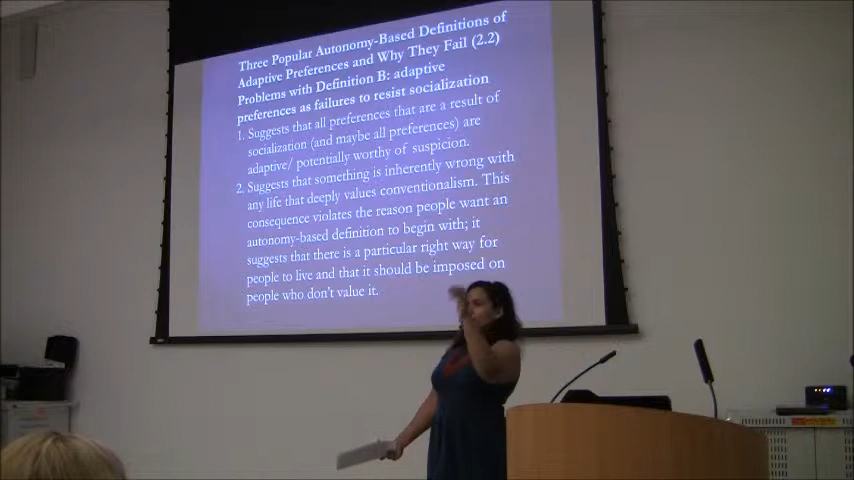 Three Popular Autonomy-Based Definitions of
Adaptive Preferences and Why They Fail (2.2)
Problems with Definition B: adaptive
preferences as failures to resist socialization
1. Suggests that all preferences that are a result of
socialization (and maybe all preferences) are
adaptive/ potentially worthy of suspicion.
2. Suggests that something is inherently wrong with
any life that deeply values conventionalism. This
consequence violates the reason people want an
autonomy-based definition to begin with; it
suggests that there is a particular right way for
people to live and that it should be imposed on
people who don't value it.